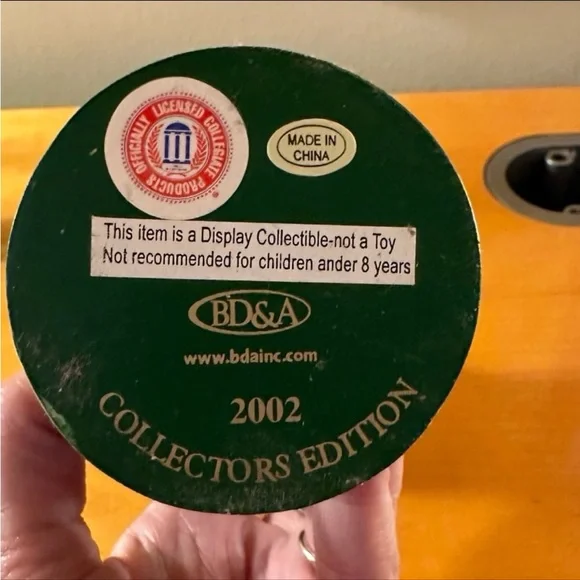 OFFICIALLY LICENSED COLLEGIATE PRODUCTS
MADE IN
CHINA
This item is a Display Collectible-not a Toy
Not recommended for children ander 8 years
BD&A
www.bdainc.com
2002
COLLECTORS EDITION